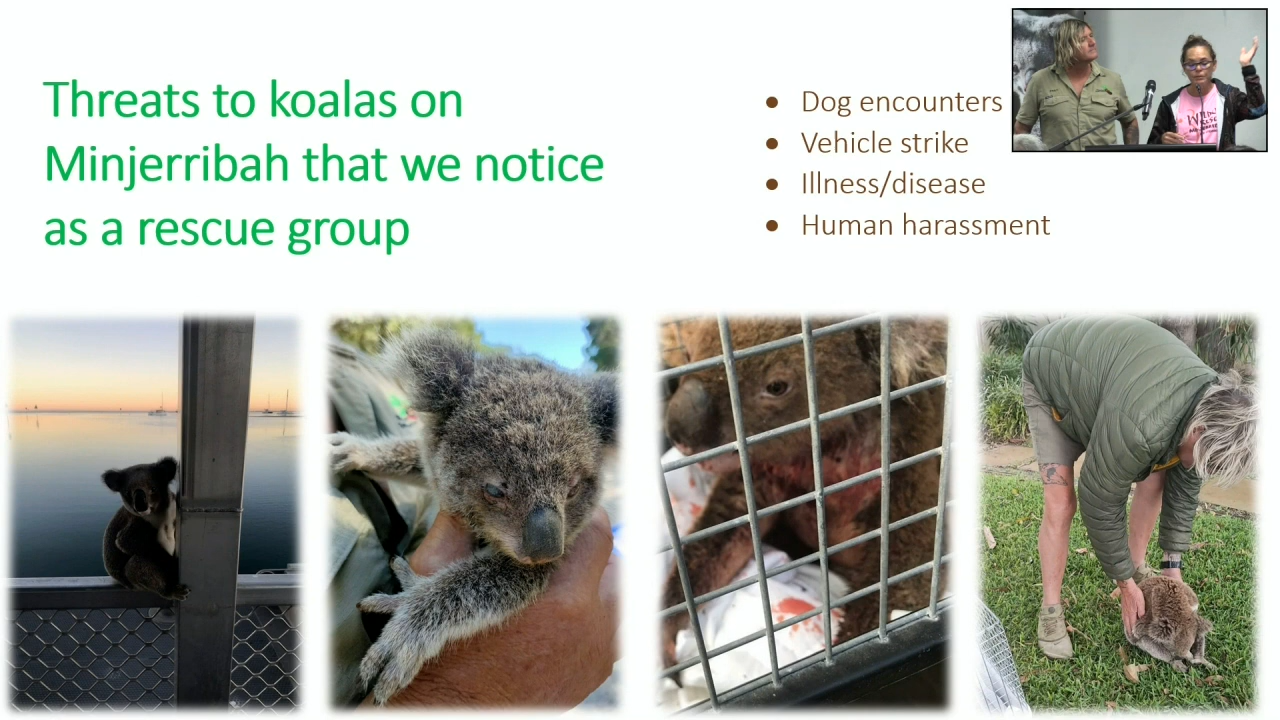 Threats to koalas on
Minjerribah that we notice
as a rescue group
• Dog encounters
• Vehicle strike
• Illness/disease
• Human harassment